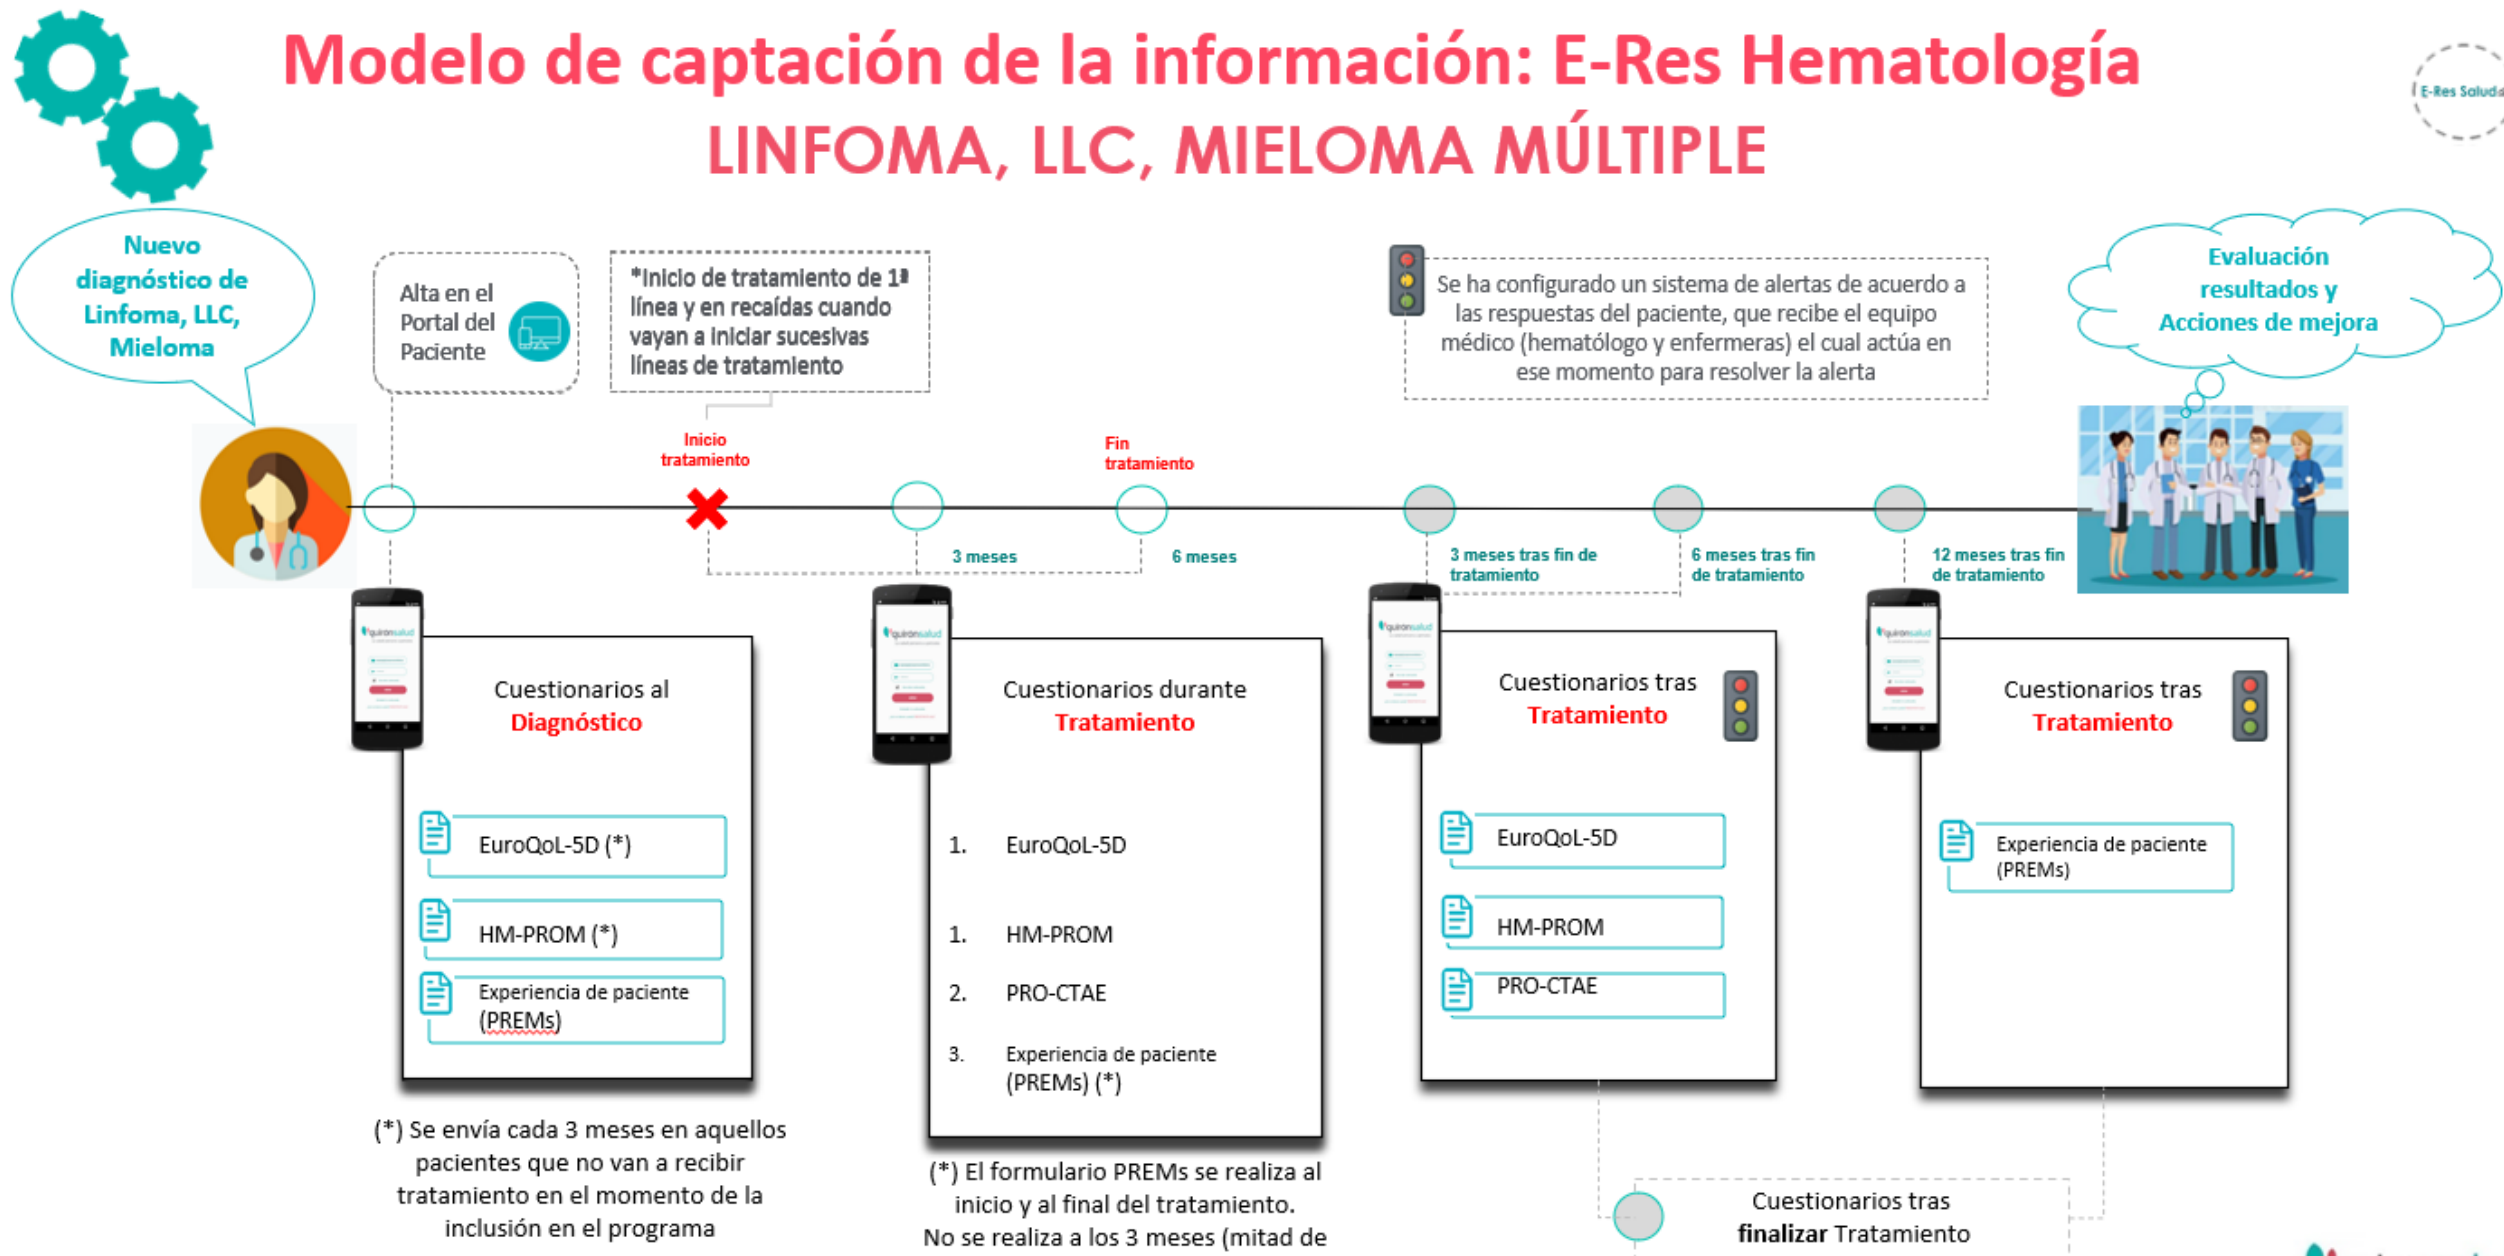 Modelo de captación de la información: E-Res Hematología
LINFOMA, LLC, MIELOMA MÚLTIPLE
E-Res Salud
Nuevo
diagnóstico de
Linfoma, LLC,
Mieloma
Alta en el
Portal del
Paciente
*Inicio de tratamiento de 1ª
línea y en recaídas cuando
vayan a iniciar sucesivas
líneas de tratamiento
Se ha configurado un sistema de alertas de acuerdo a
las respuestas del paciente, que recibe el equipo
médico (hematólogo y enfermeras) el cual actúa en
ese momento para resolver la alerta
Evaluación
resultados y
Acciones de mejora
Inicio
tratamiento
Fin
tratamiento
3 meses
6 meses
3 meses tras fin de
tratamiento
6 meses tras fin
de tratamiento
12 meses tras fin
de tratamiento
quirónsalud
Cuestionarios al
Diagnóstico
EuroQoL-5D (*)
HM-PROM (*)
Experiencia de paciente
(PREMs)
(*) Se envía cada 3 meses en aquellos
pacientes que no van a recibir
tratamiento en el momento de la
inclusión en el programa
quirónsalud
Cuestionarios durante
Tratamiento
1. EuroQoL-5D
1. HM-PROM
2. PRO-CTAE
3. Experiencia de paciente
(PREMs) (*)
(*) El formulario PREMs se realiza al
inicio y al final del tratamiento.
No se realiza a los 3 meses (mitad de
quirónsalud
Cuestionarios tras
Tratamiento
EuroQoL-5D
HM-PROM
PRO-CTAE
quirónsalud
Cuestionarios tras
Tratamiento
Experiencia de paciente
(PREMs)
Cuestionarios tras
finalizar Tratamiento